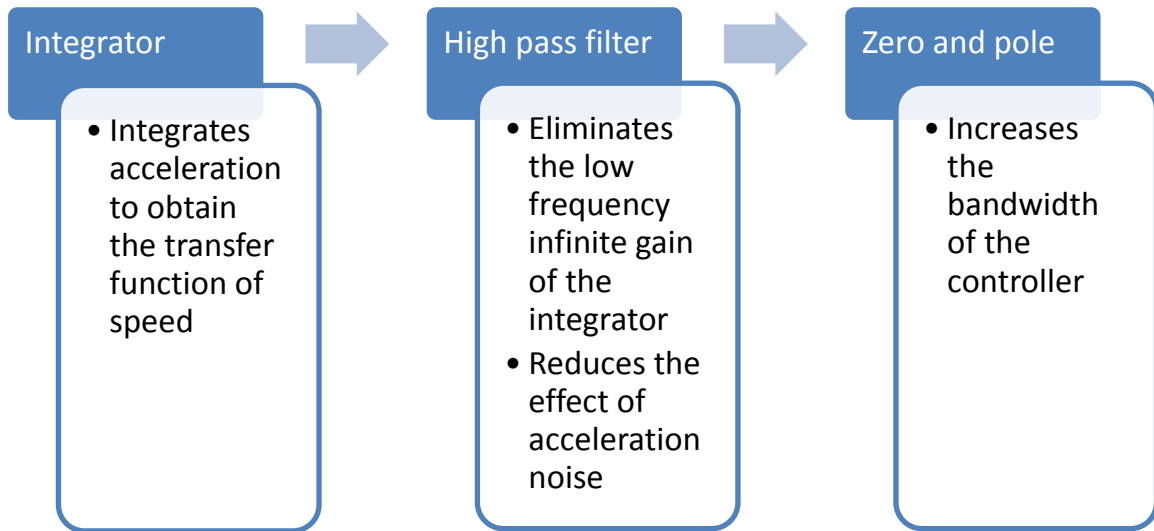 Integrator
• Integrates
acceleration
to obtain
the transfer
function of
speed
High pass filter
• Eliminates
the low
frequency
infinite gain
of the
integrator
• Reduces the
effect of
acceleration
noise
Zero and pole
• Increases
the
bandwidth
of the
controller